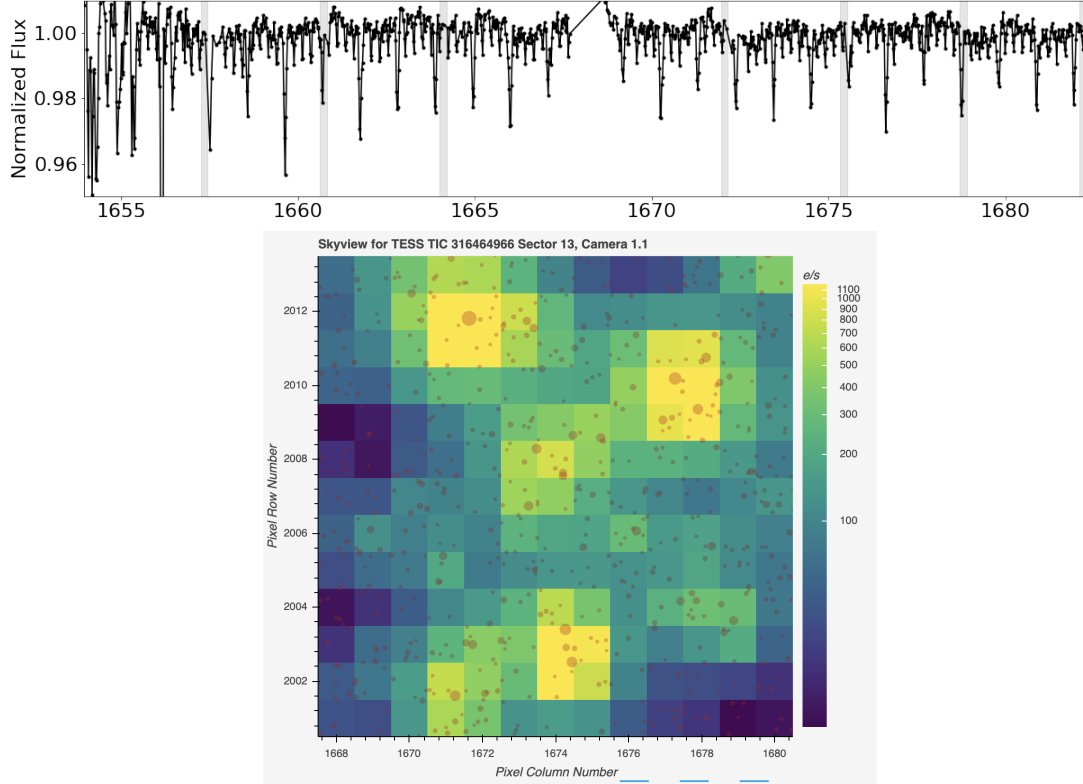 Normalized Flux
1.00
0.98
0.96
1655 1660 1665 1670 1675 1680
Skyview for TESS TIC 316464966 Sector 13, Camera 1.1
e/s
1100
1000
900
800
700
600
500
400
300
200
100
Pixel Row Number
2012
2010
2008
2006
2004
2002
1668 1670 1672 1674 1676 1678 1680
Pixel Column Number